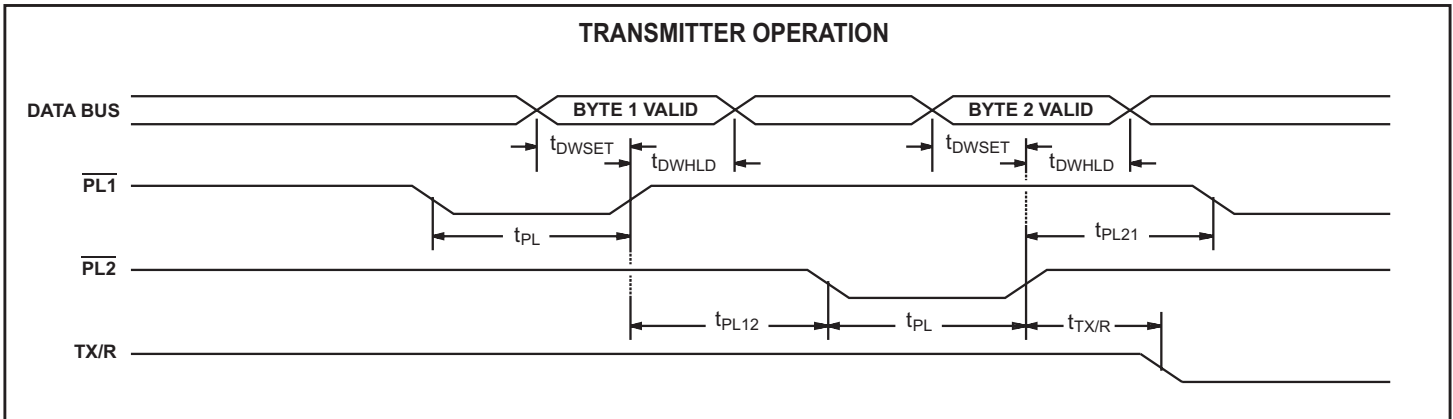 TRANSMITTER OPERATION
DATA BUS
BYTE 1 VALID
BYTE 2 VALID
tDWSET
tDWHLD
tDWSET
tDWHLD
PL1
tPL
tPL21
PL2
tPL12
tPL
tTX/R
TX/R